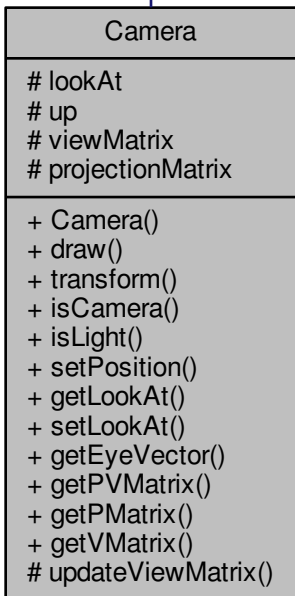 Camera
# lookAt
# up
# viewMatrix
# projectionMatrix
+ Camera()
+ draw()
+ transform()
+ isCamera()
+ isLight()
+ setPosition()
+ getLookAt()
+ setLookAt()
+ getEyeVector()
+ getPVMatrix()
+ getPMatrix()
+ getVMatrix()
# updateViewMatrix()